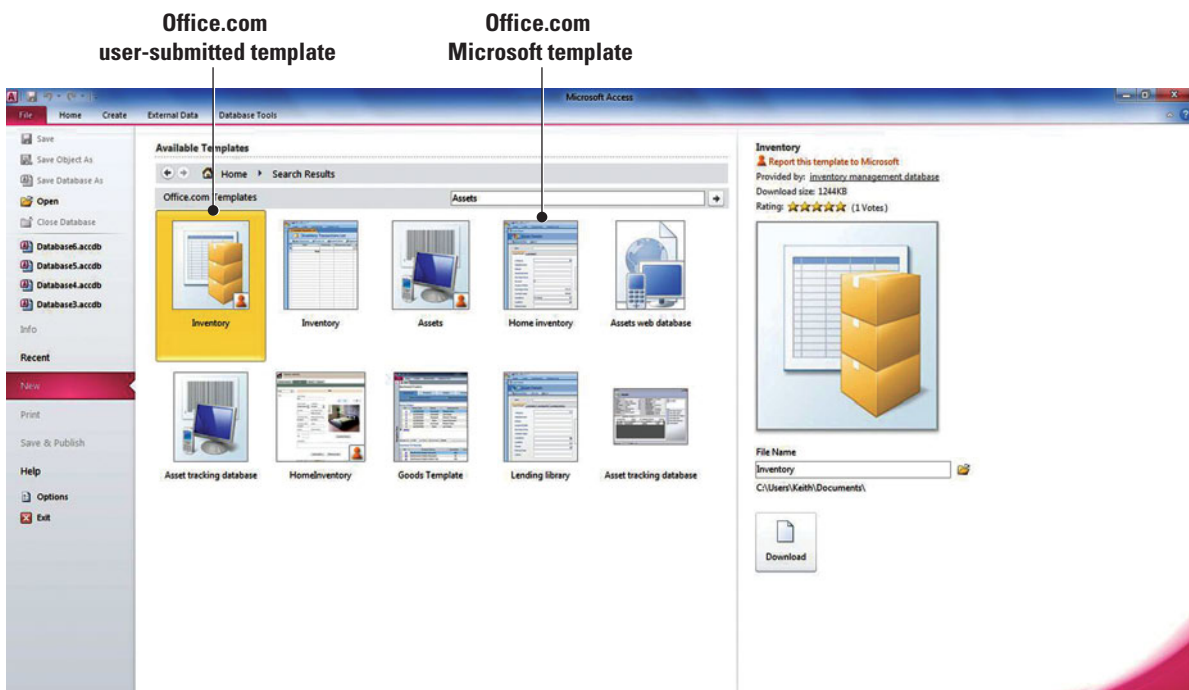 Office.com
user-submitted template
Office.com
Microsoft template
Microsoft Access
File Home Create External Data Database Tools
Save
Save Object As
Save Database As
Open
Close Database
Database6.accdb
Database5.accdb
Database4.accdb
Database3.accdb
Info
Recent
New
Print
Save & Publish
Help
Options
Exit
Available Templates
Home Search Results
Office.com Templates Assets
Inventory Inventory Assets Home inventory Assets web database
Asset tracking database HomeInventory Goods Template Lending library Asset tracking database
Inventory
Report this template to Microsoft
Provided by: inventory management database
Download size: 1244KB
Rating: (1 Votes)
File Name
Inventory
C:\Users\Keith\Documents\
Download